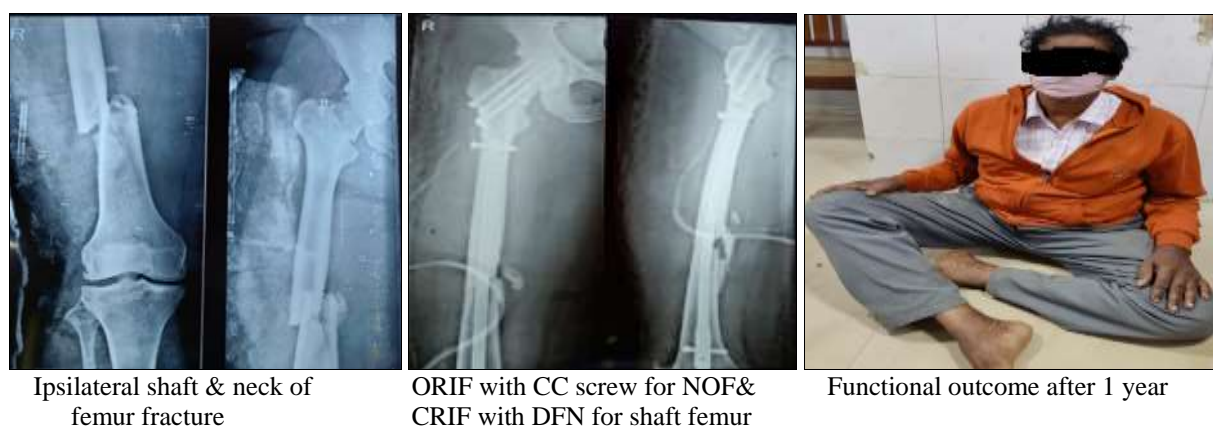 R
R
Ipsilateral shaft & neck of
femur fracture
ORIF with CC screw for NOF&
CRIF with DFN for shaft femur
Functional outcome after 1 year